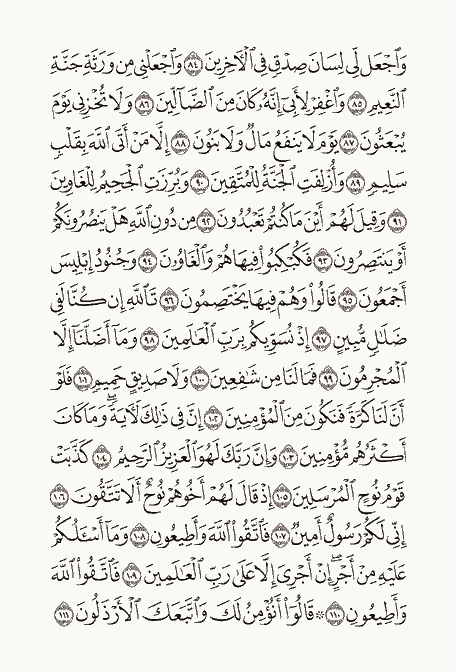 وَٱجۡعَل لِّي لِسَانَ صِدۡقٖ فِي ٱلۡأٓخِرِينَ ٨٤ وَٱجۡعَلۡنِي مِن وَرَثَةِ جَنَّةِ
ٱلنَّعِيمِ ٨٥ وَٱغۡفِرۡ لِأَبِيٓ إِنَّهُۥ كَانَ مِنَ ٱلضَّآلِّينَ ٨٦ وَلَا تُخۡزِنِي يَوۡمَ
يُبۡعَثُونَ ٨٧ يَوۡمَ لَا يَنفَعُ مَالٞ وَلَا بَنُونَ ٨٨ إِلَّا مَنۡ أَتَى ٱللَّهَ بِقَلۡبٖ
سَلِيمٖ ٨٩ وَأُزۡلِفَتِ ٱلۡجَنَّةُ لِلۡمُتَّقِينَ ٩٠ وَبُرِّزَتِ ٱلۡجَحِيمُ لِلۡغَاوِينَ
٩١ وَقِيلَ لَهُمۡ أَيۡنَ مَا كُنتُمۡ تَعۡبُدُونَ ٩٢ مِن دُونِ ٱللَّهِ هَلۡ يَنصُرُونَكُمۡ
أَوۡ يَنتَصِرُونَ ٩٣ فَكُبۡكِبُواْ فِيهَا هُمۡ وَٱلۡغَاوُۥنَ ٩٤ وَجُنُودُ إِبۡلِيسَ
أَجۡمَعُونَ ٩٥ قَالُواْ وَهُمۡ فِيهَا يَخۡتَصِمُونَ ٩٦ تَٱللَّهِ إِن كُنَّا لَفِي
ضَلَٰلٖ مُّبِينٍ ٩٧ إِذۡ نُسَوِّيكُم بِرَبِّ ٱلۡعَٰلَمِينَ ٩٨ وَمَآ أَضَلَّنَآ إِلَّا
ٱلۡمُجۡرِمُونَ ٩٩ فَمَا لَنَا مِن شَٰفِعِينَ ١٠٠ وَلَا صَدِيقٍ حَمِيمٖ ١٠١ فَلَوۡ
أَنَّ لَنَا كَرَّةٗ فَنَكُونَ مِنَ ٱلۡمُؤۡمِنِينَ ١٠٢ إِنَّ فِي ذَٰلِكَ لَأٓيَةٗۖ وَمَا كَانَ
أَكۡثَرُهُم مُّؤۡمِنِينَ ١٠٣ وَإِنَّ رَبَّكَ لَهُوَ ٱلۡعَزِيزُ ٱلرَّحِيمُ ١٠٤ كَذَّبَتۡ
قَوۡمُ نُوحٍ ٱلۡمُرۡسَلِينَ ١٠٥ إِذۡ قَالَ لَهُمۡ أَخُوهُمۡ نُوحٌ أَلَا تَتَّقُونَ ١٠٦
إِنِّي لَكُمۡ رَسُولٌ أَمِينٞ ١٠٧ فَٱتَّقُواْ ٱللَّهَ وَأَطِيعُونِ ١٠٨ وَمَآ أَسۡـَٔلُكُمۡ
عَلَيۡهِ مِنۡ أَجۡرٍۖ إِنۡ أَجۡرِيَ إِلَّا عَلَىٰ رَبِّ ٱلۡعَٰلَمِينَ ١٠٩ فَٱتَّقُواْ ٱللَّهَ
وَأَطِيعُونِ ١١٠ ۞ قَالُوٓاْ أَنُؤۡمِنُ لَكَ وَٱتَّبَعَكَ ٱلۡأَرۡذَلُونَ ١١١